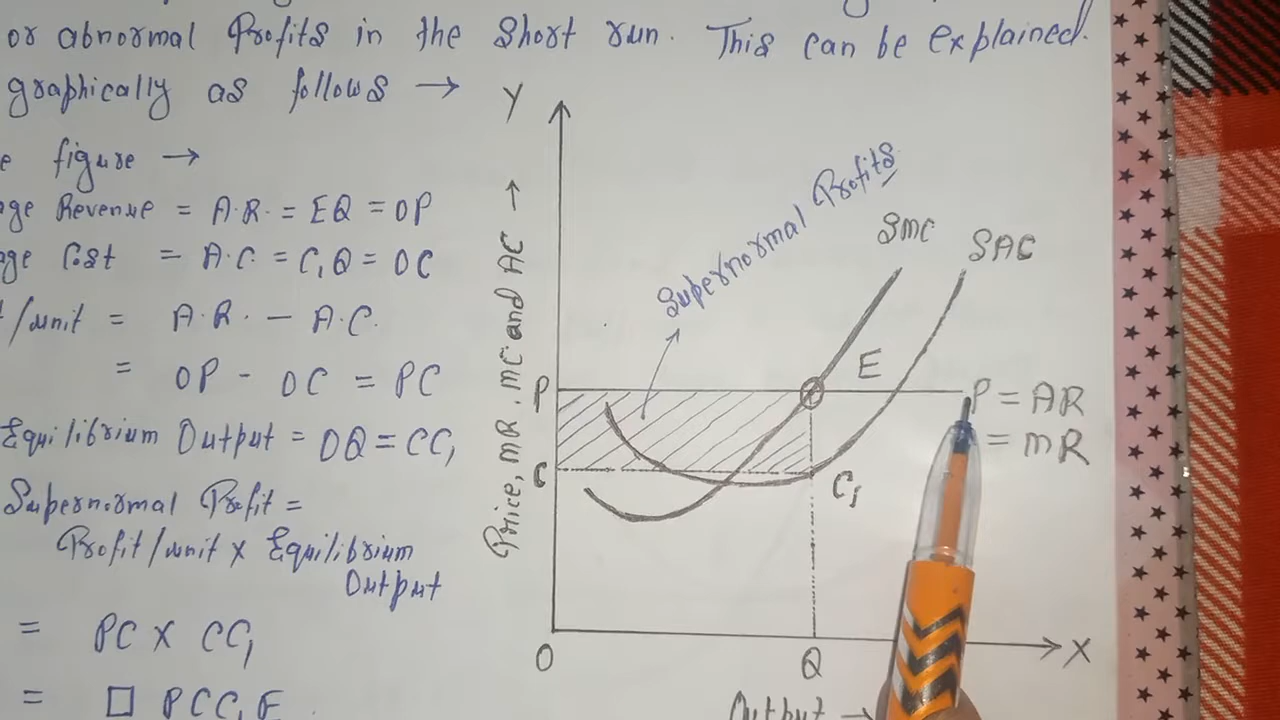 or abnormal Profits in the short run. This can be explained.
graphically as follows →
figure →
Revenue = A.R. = EQ = OP
Cost = A.C. = C₁Q = OC
/unit = A.R. - A.C.
= OP - OC = PC
Equilibrium Output = OQ = CC₁
Supernormal Profit =
Profit/unit x Equilibrium
Output
= PC x CC₁
= □ PCC₁E
Y
Price, MR, MC and AC →
Supernormal Profits
SMC
SAC
P
E
P = AR
= MR
C
C₁
O
Q
X
Output →